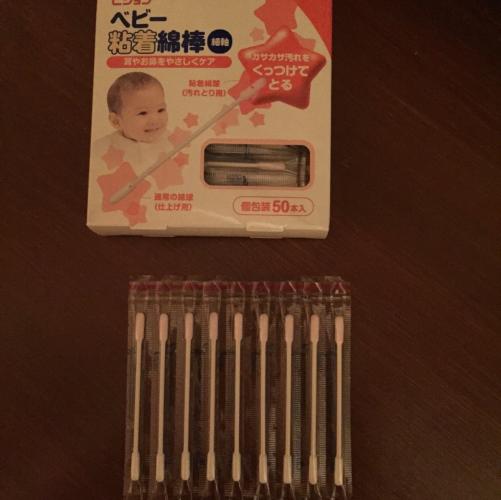 ピジョン
ベビー
粘着綿棒 細軸
耳やお鼻をやさしくケア
カサカサ汚れを
くっつけて
とる
粘着綿球
(汚れとり用)
通常の綿球
(仕上げ用)
個包装50本入